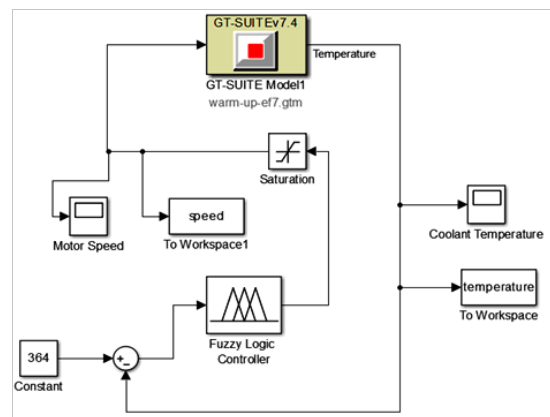 GT-SUITEv7.4
Temperature
GT-SUITE Model1
warm-up-ef7.gtm
Saturation
speed
Motor Speed
To Workspace1
Coolant Temperature
temperature
To Workspace
Fuzzy Logic
Controller
364
Constant
+
-